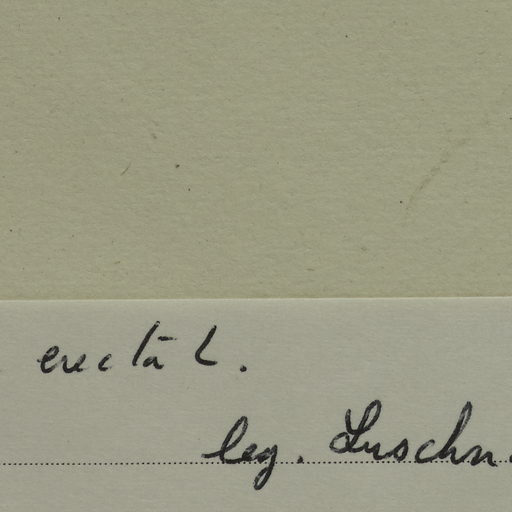 erecta L.
leg. Luschn